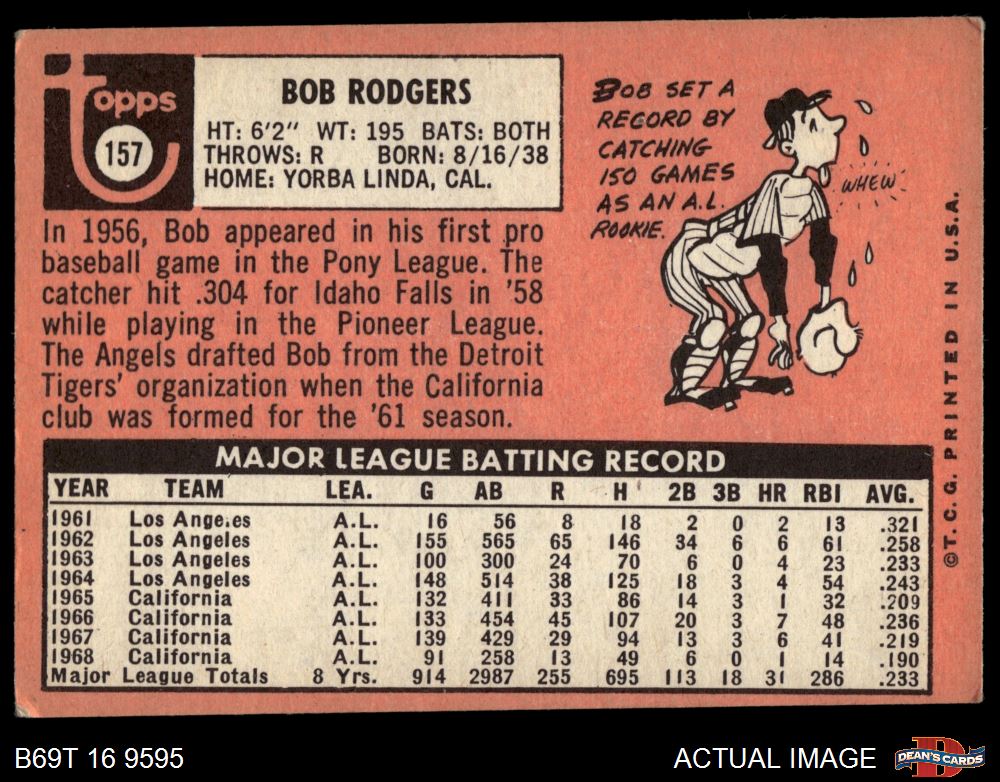 Topps
157
BOB RODGERS
HT: 6'2" WT: 195 BATS: BOTH
THROWS: R BORN: 8/16/38
HOME: YORBA LINDA, CAL.
In 1956, Bob appeared in his first pro
baseball game in the Pony League. The
catcher hit .304 for Idaho Falls in '58
while playing in the Pioneer League.
The Angels drafted Bob from the Detroit
Tigers' organization when the California
club was formed for the '61 season.
BOB SET A
RECORD BY
CATCHING
150 GAMES
AS AN A.L.
ROOKIE.
WHEW
©T.C.G. PRINTED IN U.S.A.
MAJOR LEAGUE BATTING RECORD
YEAR TEAM LEA. G AB R H 2B 3B HR RBI AVG.
1961 Los Angeles A.L. 16 56 8 18 2 0 2 13 .321
1962 Los Angeles A.L. 155 565 65 146 34 6 6 61 .258
1963 Los Angeles A.L. 100 300 24 70 6 0 4 23 .233
1964 Los Angeles A.L. 148 514 38 125 18 3 4 54 .243
1965 California A.L. 132 411 33 86 14 3 1 32 .209
1966 California A.L. 133 454 45 107 20 3 7 48 .236
1967 California A.L. 139 429 29 94 13 3 6 41 .219
1968 California A.L. 91 258 13 49 6 0 1 14 .190
Major League Totals 8 Yrs. 914 2987 255 695 113 18 31 286 .233
B69T 16 9595
ACTUAL IMAGE
D
DEAN'S CARDS